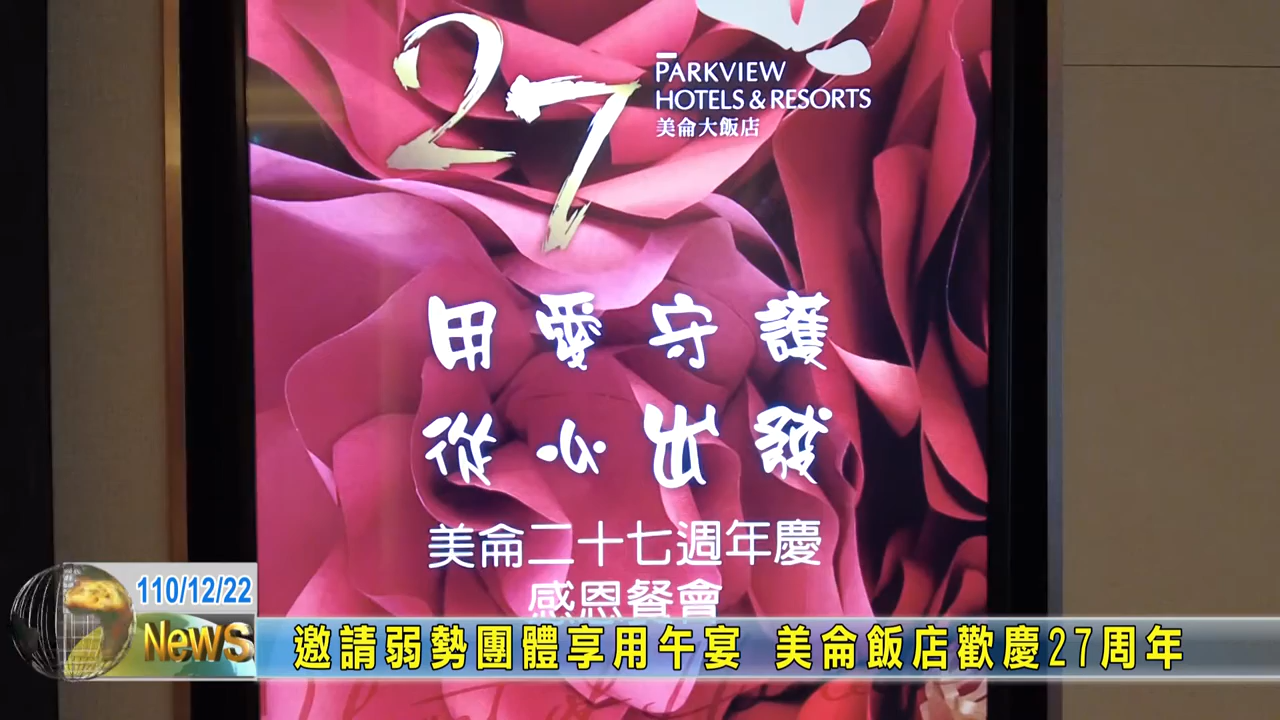 27
PARKVIEW
HOTELS & RESORTS
美侖大飯店
用愛守護
從心出發
美侖二十七週年慶
感恩餐會
110/12/22
News
邀請弱勢團體享用午宴 美侖飯店歡慶27周年